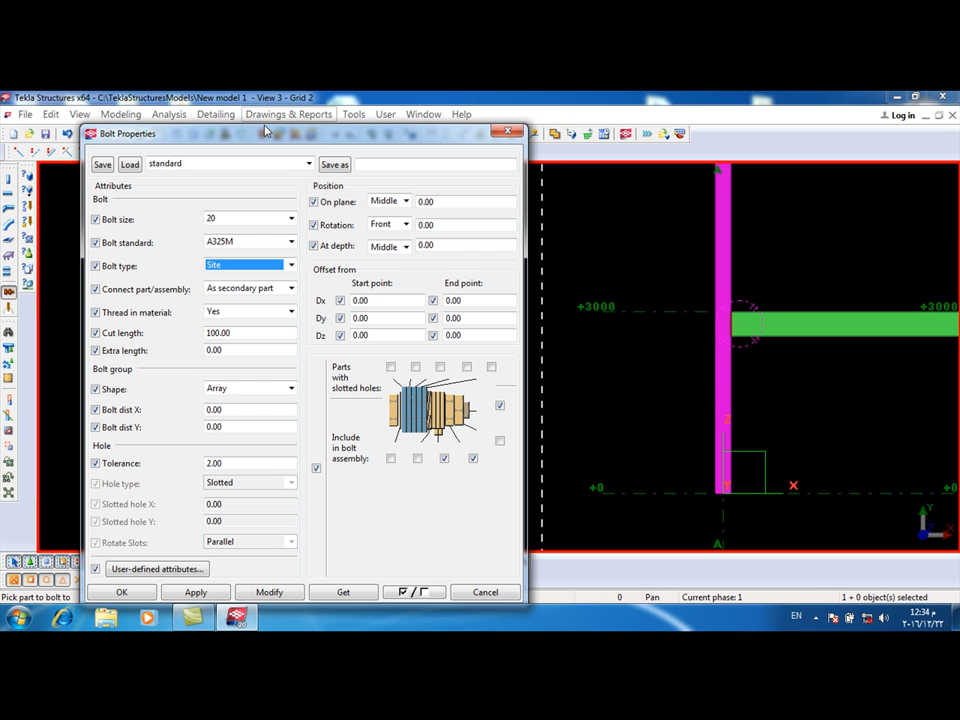 Tekla Structures x64 - C:\TeklaStructuresModels\New model 1 - View 3 - Grid 2
File Edit View Modeling Analysis Detailing Drawings & Reports Tools User Window Help Log in
Bolt Properties
Save Load standard Save as
Attributes Position
Bolt
On plane: Middle 0.00
Bolt size: 20
Rotation: Front 0.00
Bolt standard: A325M
At depth: Middle 0.00
Bolt type: Site
Offset from
Start point: End point:
Connect part/assembly: As secondary part
Dx 0.00 0.00
Thread in material: Yes
Dy 0.00 0.00
Cut length: 100.00
Dz 0.00 0.00
Extra length: 0.00
Bolt group
Parts
with
slotted holes:
Shape: Array
Bolt dist X: 0.00
Bolt dist Y: 0.00
Include
in bolt
assembly:
Hole
Tolerance: 2.00
Hole type: Slotted
Slotted hole X: 0.00
Slotted hole Y: 0.00
Rotate Slots: Parallel
User-defined attributes...
OK Apply Modify Get / Cancel
+3000 +3000
Z
+0 Y X +0
A
Y
X
Pick part to bolt to 0 Pan Current phase: 1 1 + 0 object(s) selected
20
EN
12:34 م
٢٠١٦/١٢/٢٢